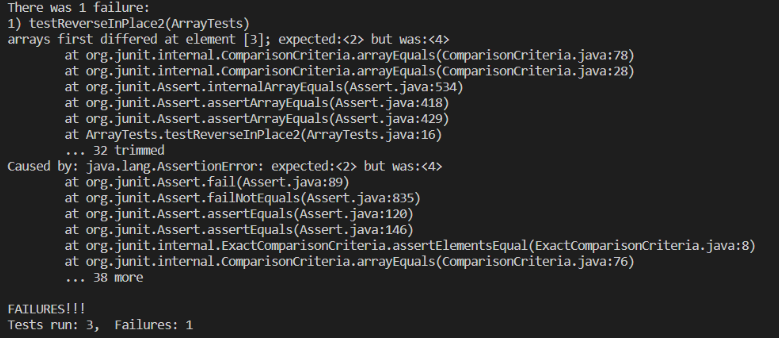 There was 1 failure:
1) testReverseInPlace2(ArrayTests)
arrays first differed at element [3]; expected:<2> but was:<4>
        at org.junit.internal.ComparisonCriteria.arrayEquals(ComparisonCriteria.java:78)
        at org.junit.internal.ComparisonCriteria.arrayEquals(ComparisonCriteria.java:28)
        at org.junit.Assert.internalArrayEquals(Assert.java:534)
        at org.junit.Assert.assertArrayEquals(Assert.java:418)
        at org.junit.Assert.assertArrayEquals(Assert.java:429)
        at ArrayTests.testReverseInPlace2(ArrayTests.java:16)
        ... 32 trimmed
Caused by: java.lang.AssertionError: expected:<2> but was:<4>
        at org.junit.Assert.fail(Assert.java:89)
        at org.junit.Assert.failNotEquals(Assert.java:835)
        at org.junit.Assert.assertEquals(Assert.java:120)
        at org.junit.Assert.assertEquals(Assert.java:146)
        at org.junit.internal.ExactComparisonCriteria.assertElementsEqual(ExactComparisonCriteria.java:8)
        at org.junit.internal.ComparisonCriteria.arrayEquals(ComparisonCriteria.java:76)
        ... 38 more

FAILURES!!!
Tests run: 3,  Failures: 1